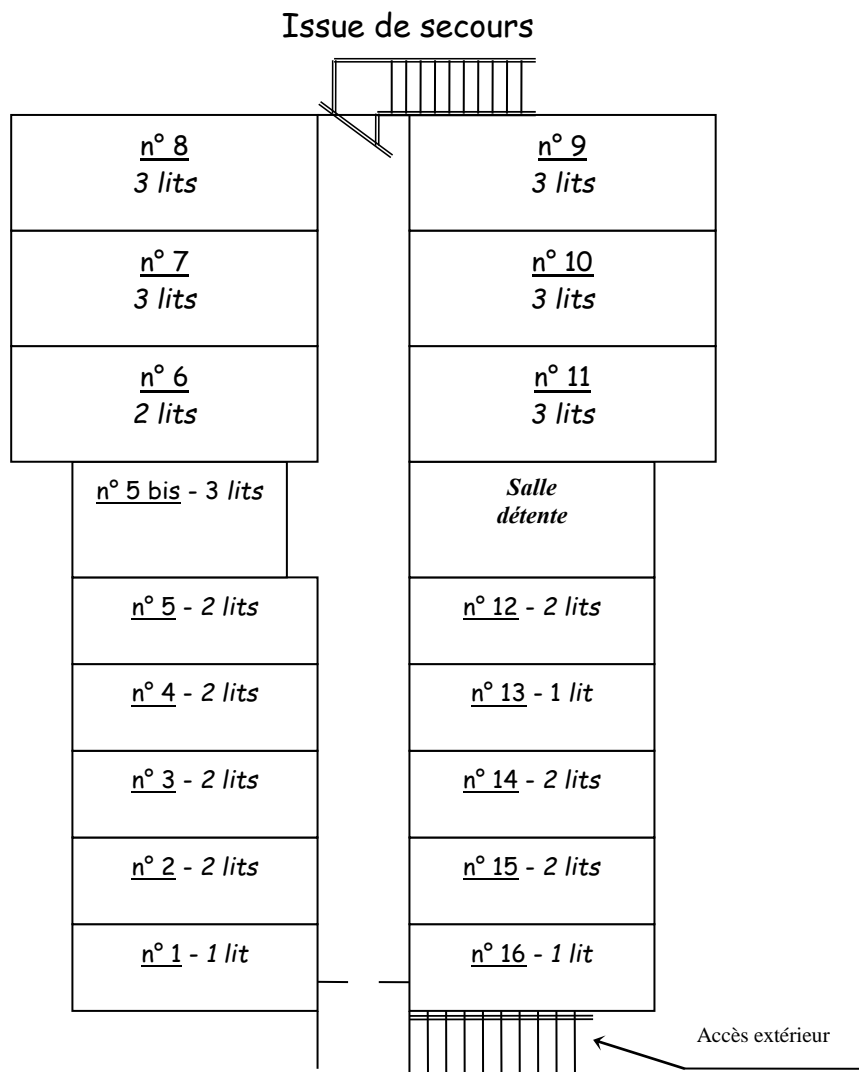 Issue de secours
n° 8
3 lits
n° 9
3 lits
n° 7
3 lits
n° 10
3 lits
n° 6
2 lits
n° 11
3 lits
n° 5 bis - 3 lits
Salle
détente
n° 5 - 2 lits
n° 12 - 2 lits
n° 4 - 2 lits
n° 13 - 1 lit
n° 3 - 2 lits
n° 14 - 2 lits
n° 2 - 2 lits
n° 15 - 2 lits
n° 1 - 1 lit
n° 16 - 1 lit
Accès extérieur